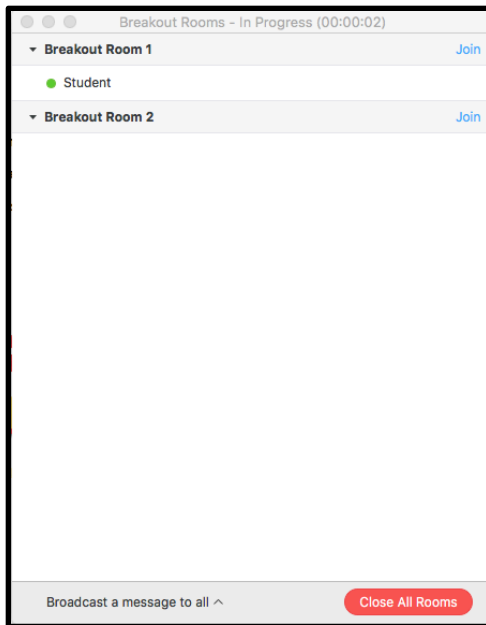 Breakout Rooms - In Progress (00:00:02)
Breakout Room 1 Join
Student
Breakout Room 2 Join
Broadcast a message to all Close All Rooms